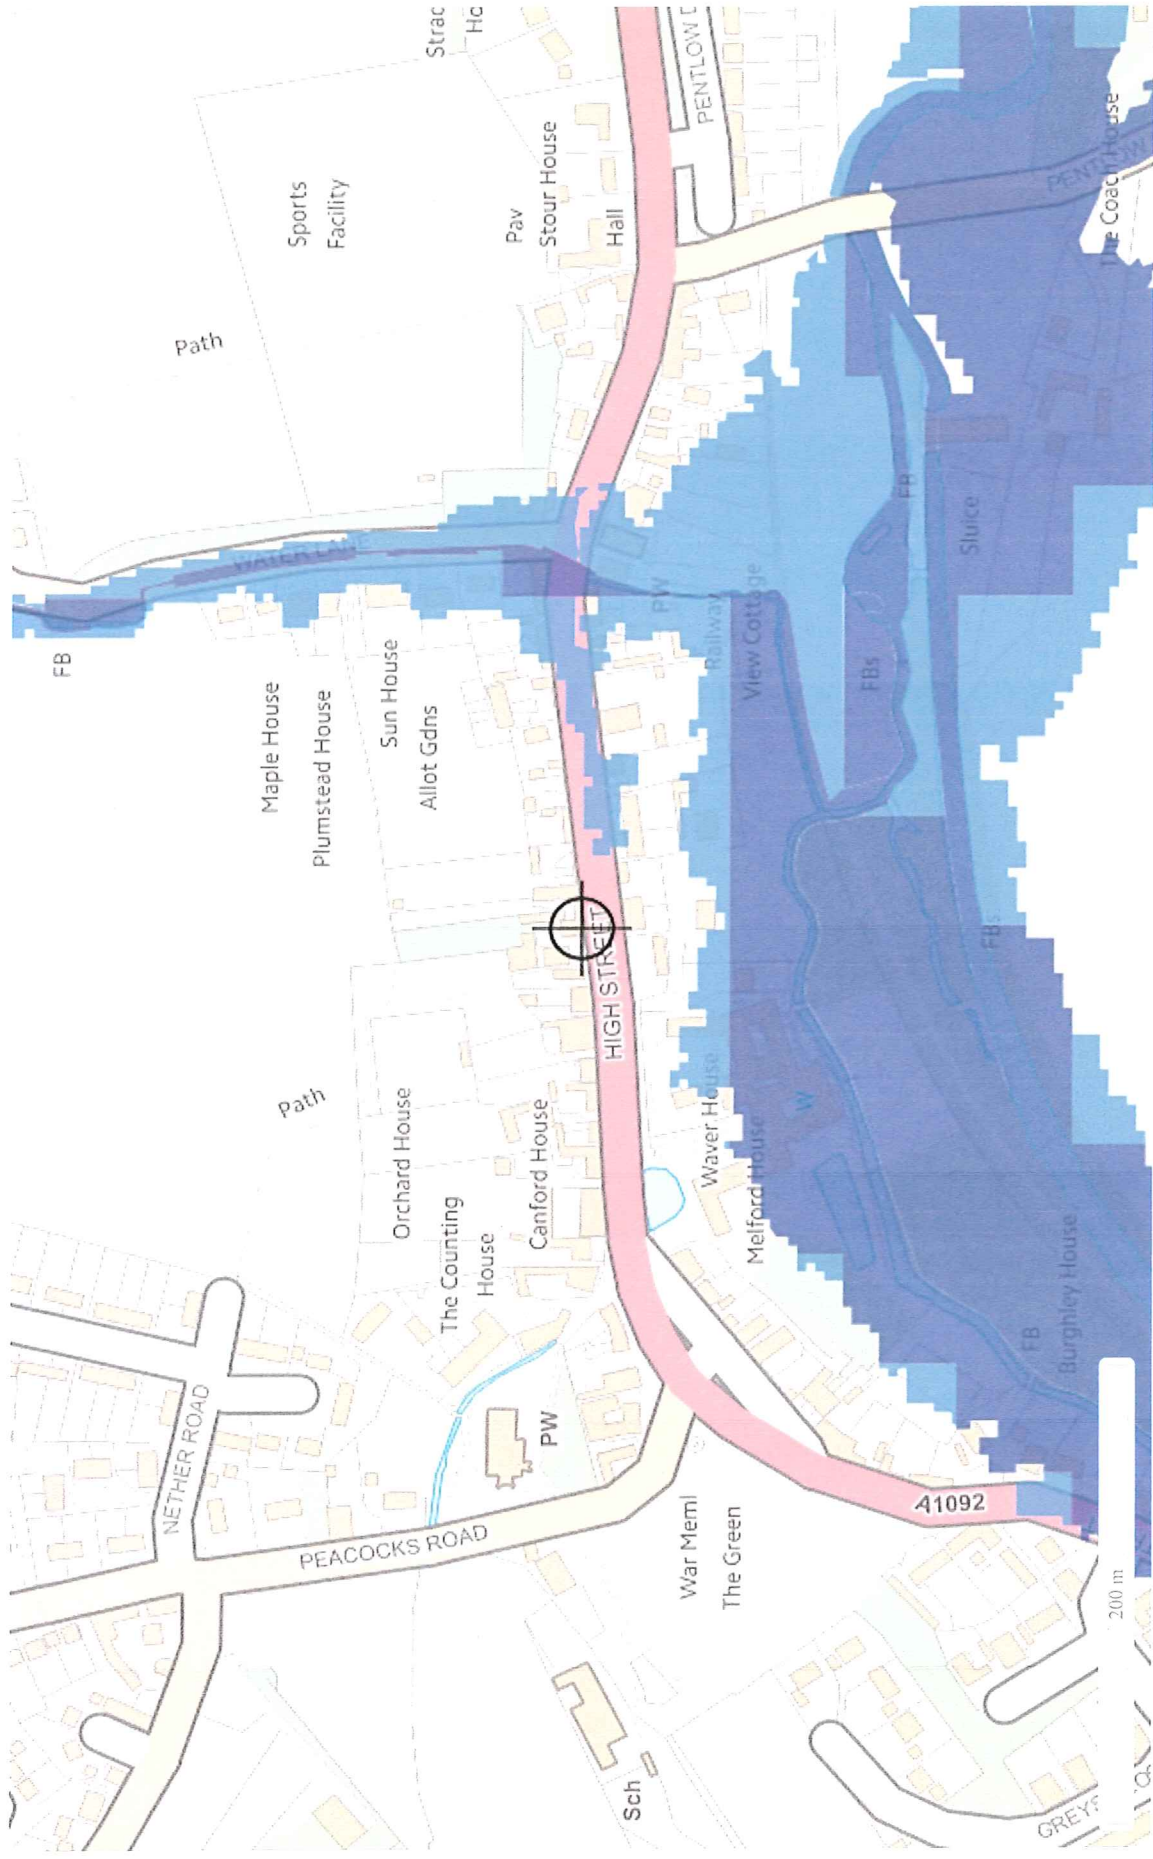 Strac
Ho
PENTLOW D
Sports
Facility
Pav
Stour House
Hall
Path
PENTLOW
The Coach House
WATER LANE
FB
Sluice
FB
PW
Railway
View Cottage
FBs
FB
Maple House
Plumstead House
Sun House
Allot Gdns
HIGH STREET
FBs
Path
Orchard House
Canford House
Waver House
W
Melford House
The Counting
House
FB
Burghley House
NETHER ROAD
PW
PEACOCKS ROAD
War Meml
The Green
A1092
200 m
Sch
GREYS